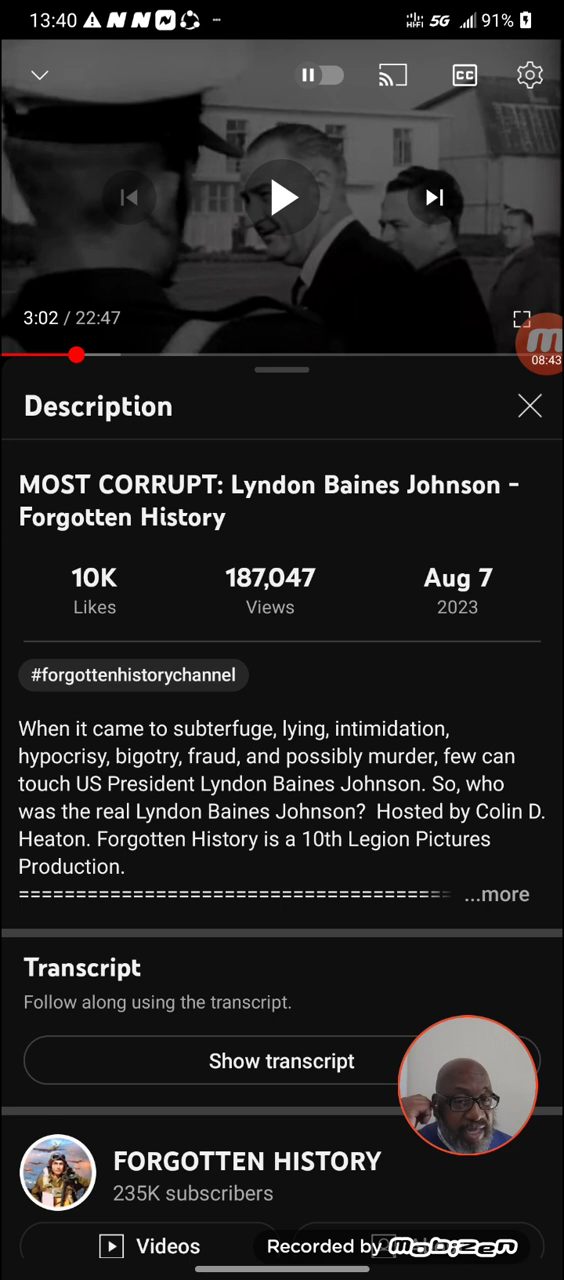 13:40
5G
91%
CC
3:02 / 22:47
08:43
Description
MOST CORRUPT: Lyndon Baines Johnson -
Forgotten History
10K 187,047 Aug 7
Likes Views 2023
#forgottenhistorychannel
When it came to subterfuge, lying, intimidation,
hypocrisy, bigotry, fraud, and possibly murder, few can
touch US President Lyndon Baines Johnson. So, who
was the real Lyndon Baines Johnson?  Hosted by Colin D.
Heaton. Forgotten History is a 10th Legion Pictures
Production.
====================================== ...more
Transcript
Follow along using the transcript.
Show transcript
FORGOTTEN HISTORY
235K subscribers
Videos
Recorded by mobizen